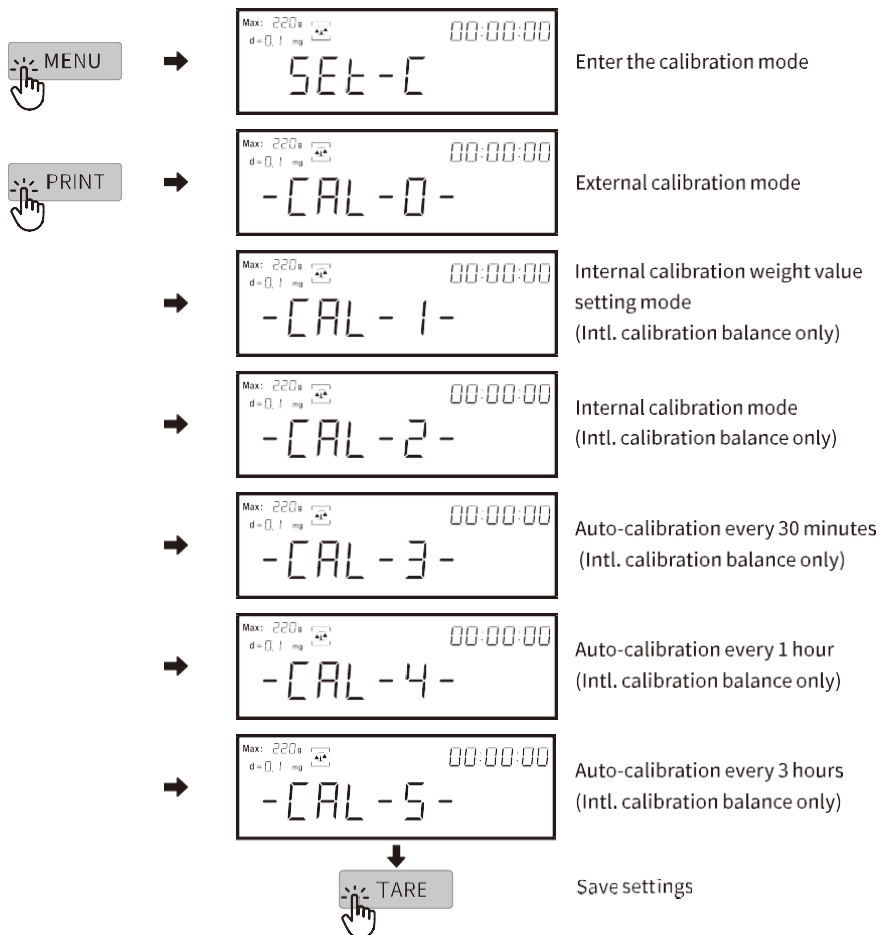 MENU
Max: 220g
d=0.1 mg
00:00:00
SEt-C
Enter the calibration mode
PRINT
Max: 220g
d=0.1 mg
00:00:00
-CAL-0-
External calibration mode
Max: 220g
d=0.1 mg
00:00:00
-CAL-1-
Internal calibration weight value
setting mode
(Intl. calibration balance only)
Max: 220g
d=0.1 mg
00:00:00
-CAL-2-
Internal calibration mode
(Intl. calibration balance only)
Max: 220g
d=0.1 mg
00:00:00
-CAL-3-
Auto-calibration every 30 minutes
(Intl. calibration balance only)
Max: 220g
d=0.1 mg
00:00:00
-CAL-4-
Auto-calibration every 1 hour
(Intl. calibration balance only)
Max: 220g
d=0.1 mg
00:00:00
-CAL-5-
Auto-calibration every 3 hours
(Intl. calibration balance only)
TARE
Save settings